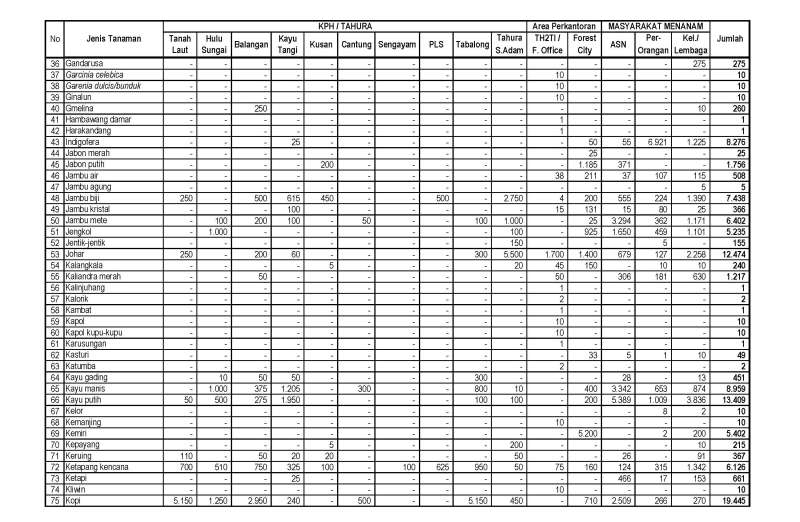 No Jenis Tanaman KPH / TAHURA Area Perkantoran MASYARAKAT MENANAM Jumlah
Tanah Laut Hulu Sungai Balangan Kayu Tangi Kusan Cantung Sengayam PLS Tabalong Tahura S.Adam TH2TI / F. Office Forest City ASN Per-Orangan Kel./ Lembaga
36 Gandarusa - - - - - - - - - - - - - - 275 275
37 Garcinia celebica - - - - - - - - - - 10 - - - - 10
38 Garenia dulcis/bunduk - - - - - - - - - - 10 - - - - 10
39 Ginalun - - - - - - - - - - 10 - - - - 10
40 Gmelina - - 250 - - - - - - - - - - - 10 260
41 Hambawang damar - - - - - - - - - - 1 - - - - 1
42 Harakandang - - - - - - - - - - 1 - - - - 1
43 Indigofera - - - 25 - - - - - - - 50 55 6.921 1.225 8.276
44 Jabon merah - - - - - - - - - - - 25 - - - 25
45 Jabon putih - - - - 200 - - - - - - 1.185 371 - - 1.756
46 Jambu air - - - - - - - - - - 38 211 37 107 115 508
47 Jambu agung - - - - - - - - - - - - - - 5 5
48 Jambu biji 250 - 500 615 450 - - 500 - 2.750 4 200 555 224 1.390 7.438
49 Jambu kristal - - - 100 - - - - - - 15 131 15 80 25 366
50 Jambu mete - 100 200 100 - 50 - - 100 1.000 - 25 3.294 362 1.171 6.402
51 Jengkol - 1.000 - - - - - - - 100 - 925 1.650 459 1.101 5.235
52 Jentik-jentik - - - - - - - - - 150 - - - 5 - 155
53 Johar 250 - 200 60 - - - - 300 5.500 1.700 1.400 679 127 2.258 12.474
54 Kalangkala - - - - 5 - - - - 20 45 150 - 10 10 240
55 Kaliandra merah - - 50 - - - - - - - 50 - 306 181 630 1.217
56 Kalinjuhang - - - - - - - - - - 1 - - - - 1
57 Kalorik - - - - - - - - - - 2 - - - - 2
58 Kambat - - - - - - - - - - 1 - - - - 1
59 Kapol - - - - - - - - - - 10 - - - - 10
60 Kapol kupu-kupu - - - - - - - - - - 10 - - - - 10
61 Karusungan - - - - - - - - - - 1 - - - - 1
62 Kasturi - - - - - - - - - - - 33 5 1 10 49
63 Katumba - - - - - - - - - - 2 - - - - 2
64 Kayu gading - 10 50 50 - - - - 300 - - - 28 - 13 451
65 Kayu manis - 1.000 375 1.205 - 300 - - 800 10 - 400 3.342 653 874 8.959
66 Kayu putih 50 500 275 1.950 - - - - 100 100 - 200 5.389 1.009 3.836 13.409
67 Kelor - - - - - - - - - - - - - 8 2 10
68 Kemanjing - - - - - - - - - - 10 - - - - 10
69 Kemiri - - - - - - - - - - - 5.200 - 2 200 5.402
70 Kepayang - - - - 5 - - - - 200 - - - - 10 215
71 Keruing 110 - 50 20 20 - - - - 50 - - 26 - 91 367
72 Ketapang kencana 700 510 750 325 100 - 100 625 950 50 75 160 124 315 1.342 6.126
73 Ketapi - - - 25 - - - - - - - - 466 17 153 661
74 Kliwin - - - - - - - - - - 10 - - - - 10
75 Kopi 5.150 1.250 2.950 240 - 500 - - 5.150 450 - 710 2.509 266 270 19.445